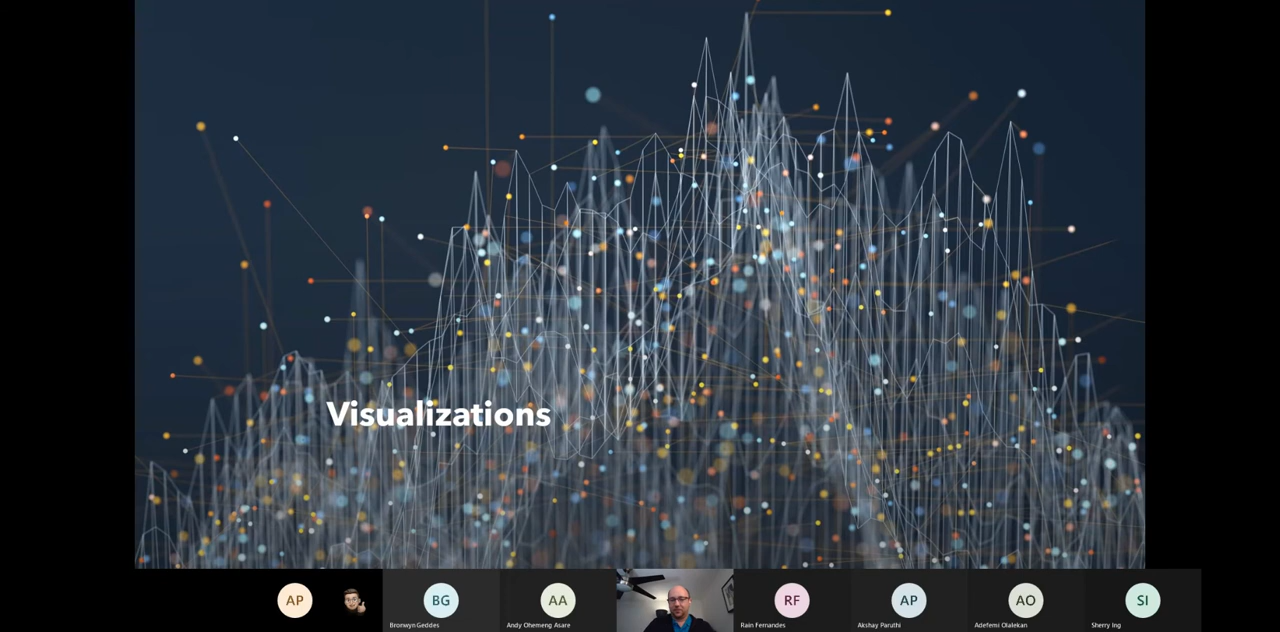 Visualizations
AP
BG
AA
RF
AP
AO
SI
Bronwyn Geddes
Andy Ohemeng Asare
Rain Fernandes
Akshay Paruthi
Adefemi Olalekan
Sherry Ing